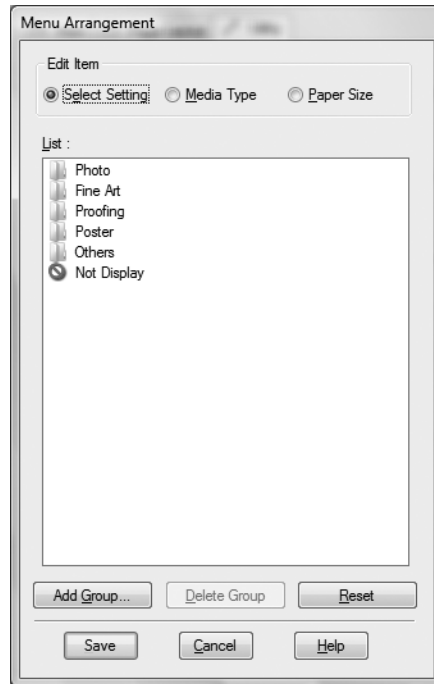 Menu Arrangement
Edit Item
Select Setting Media Type Paper Size
List :
Photo
Fine Art
Proofing
Poster
Others
Not Display
Add Group... Delete Group Reset
Save Cancel Help